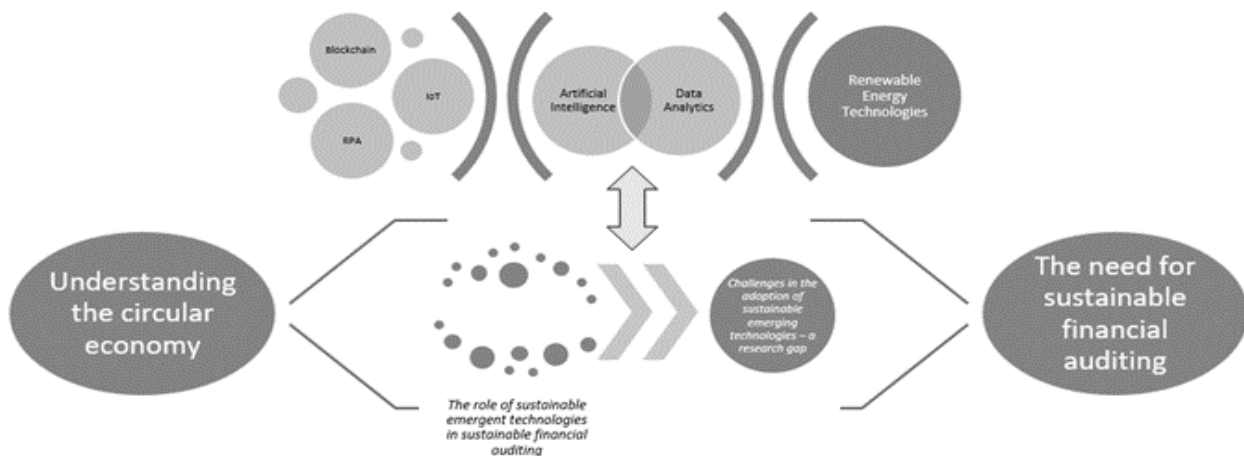 Blockchain
IoT
RPA
Artificial
Intelligence
Data
Analytics
Renewable
Energy
Technologies
Understanding
the circular
economy
Challenges in the
adoption of
sustainable
emerging
technologies – a
research gap
The role of sustainable
emergent technologies
in sustainable financial
auditing
The need for
sustainable
financial
auditing